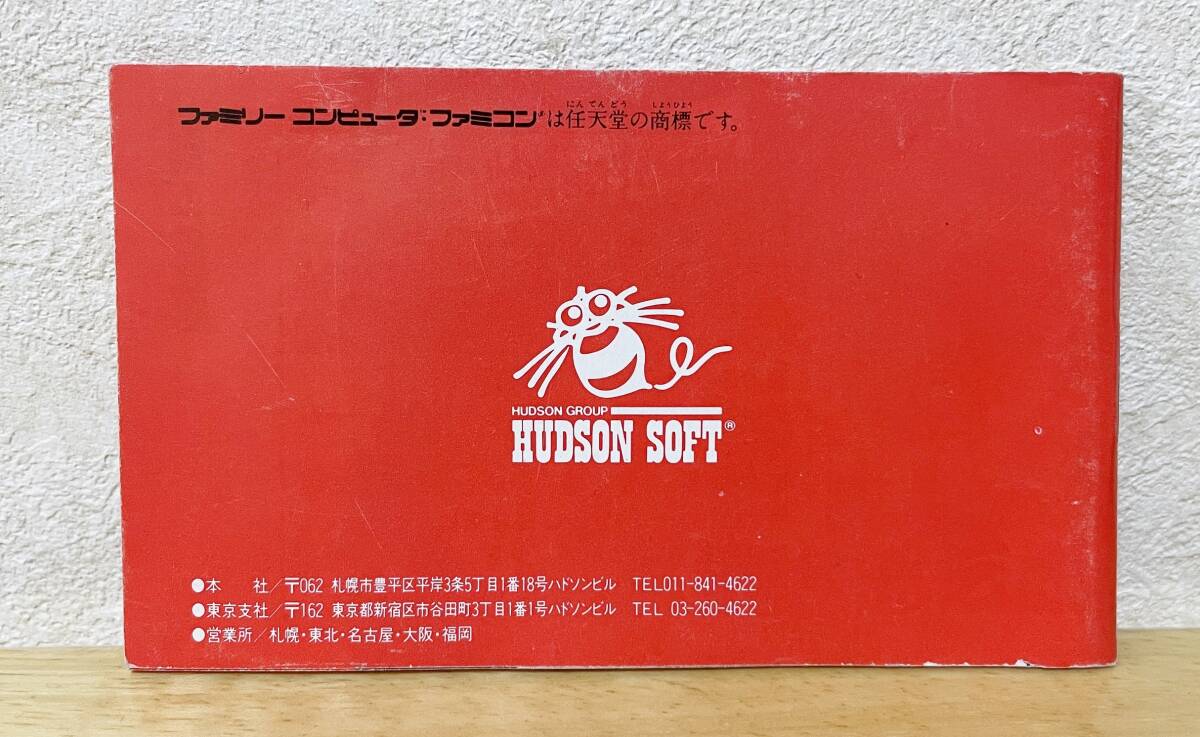 ファミリーコンピュータ・ファミコンは任天堂の商標です。
にんてんどう しょうひょう
HUDSON GROUP
HUDSON SOFT®
●本 社/〒062 札幌市豊平区平岸3条5丁目1番18号ハドソンビル TEL011-841-4622
●東京支社/〒162 東京都新宿区市谷田町3丁目1番1号ハドソンビル TEL 03-260-4622
●営業所/札幌・東北・名古屋・大阪・福岡